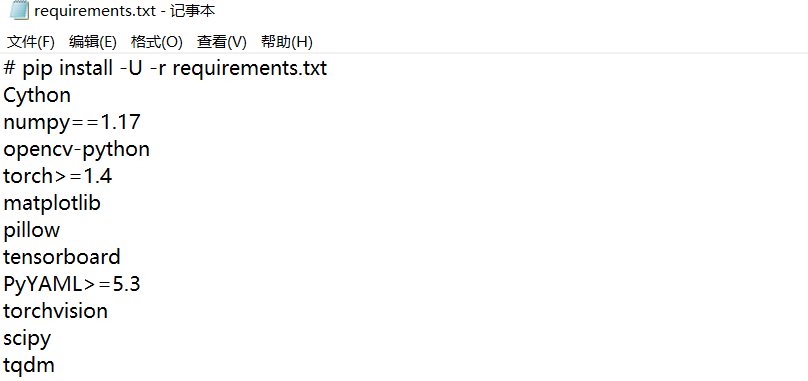 requirements.txt - 记事本
文件(F) 编辑(E) 格式(O) 查看(V) 帮助(H)
# pip install -U -r requirements.txt
Cython
numpy==1.17
opencv-python
torch>=1.4
matplotlib
pillow
tensorboard
PyYAML>=5.3
torchvision
scipy
tqdm